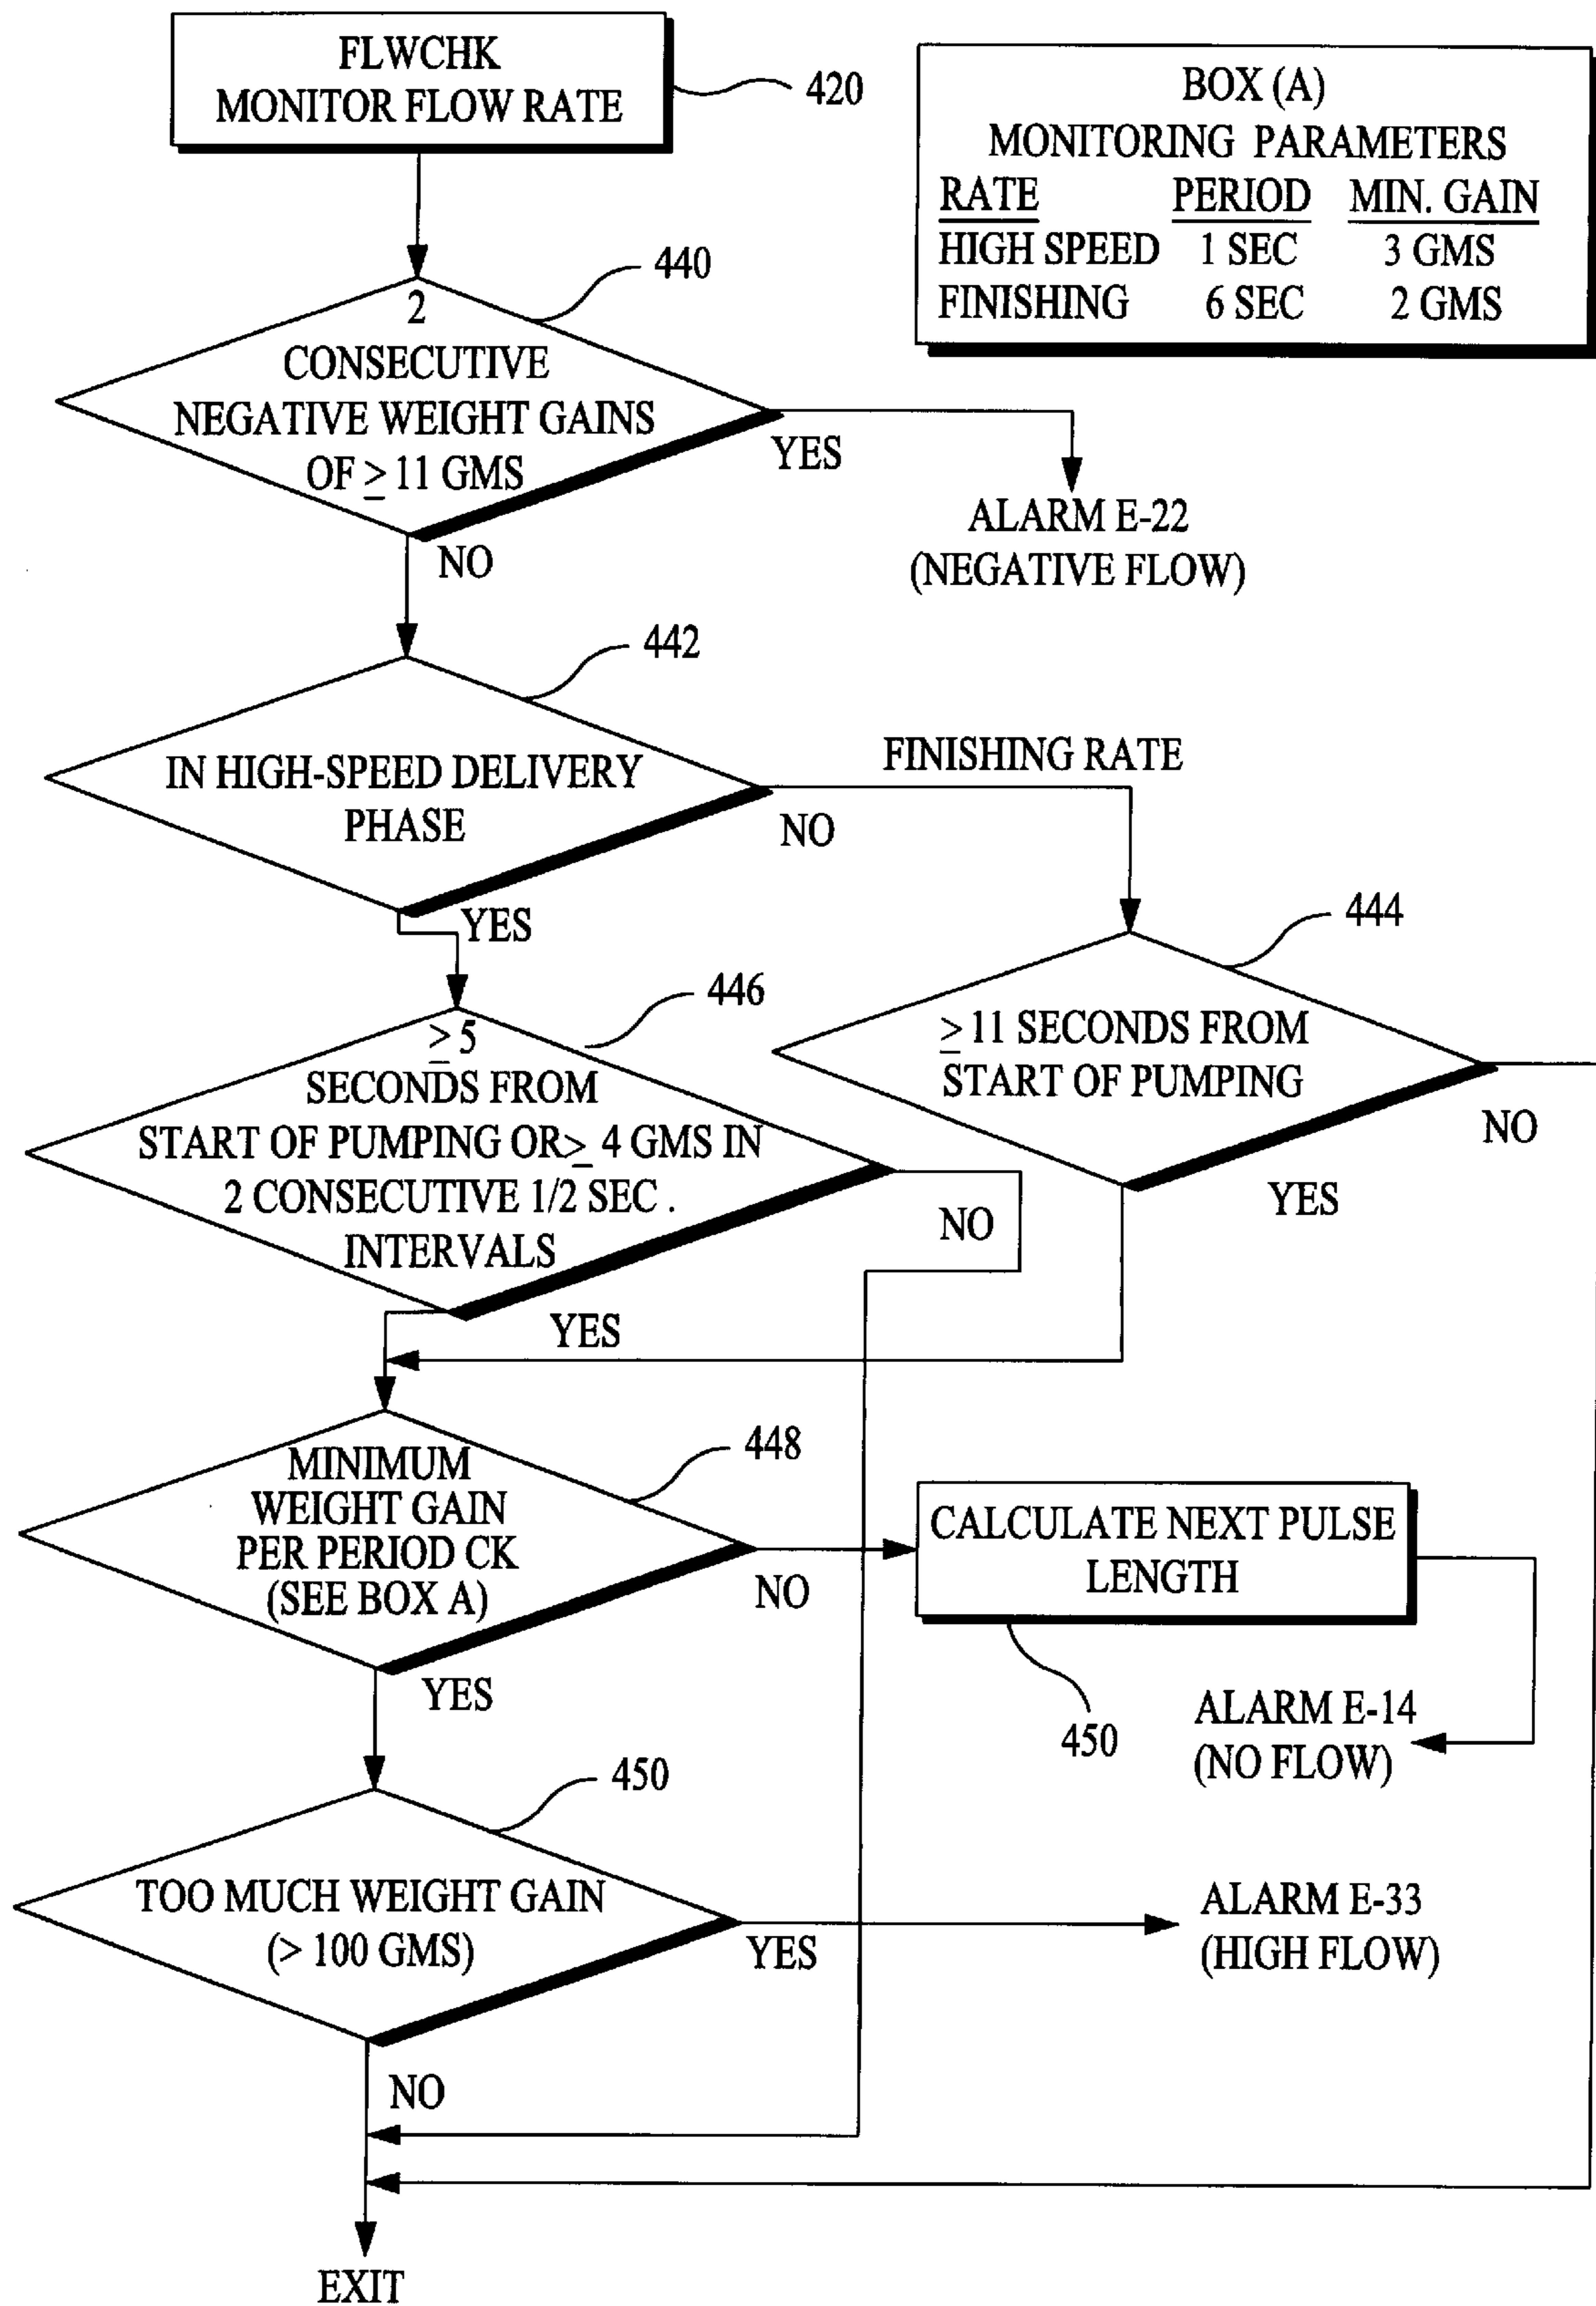 FLWCHK
MONITOR FLOW RATE
420
BOX (A)
MONITORING PARAMETERS
RATE PERIOD MIN. GAIN
HIGH SPEED 1 SEC 3 GMS
FINISHING 6 SEC 2 GMS
440
2
CONSECUTIVE
NEGATIVE WEIGHT GAINS
OF ≥ 11 GMS
YES
NO
ALARM E-22
(NEGATIVE FLOW)
442
IN HIGH-SPEED DELIVERY
PHASE
FINISHING RATE
NO
YES
444
≥ 11 SECONDS FROM
START OF PUMPING
NO
YES
446
≥ 5
SECONDS FROM
START OF PUMPING OR≥ 4 GMS IN
2 CONSECUTIVE 1/2 SEC .
INTERVALS
NO
YES
448
MINIMUM
WEIGHT GAIN
PER PERIOD CK
(SEE BOX A)
NO
YES
CALCULATE NEXT PULSE
LENGTH
450
ALARM E-14
(NO FLOW)
450
TOO MUCH WEIGHT GAIN
(> 100 GMS)
YES
NO
ALARM E-33
(HIGH FLOW)
EXIT